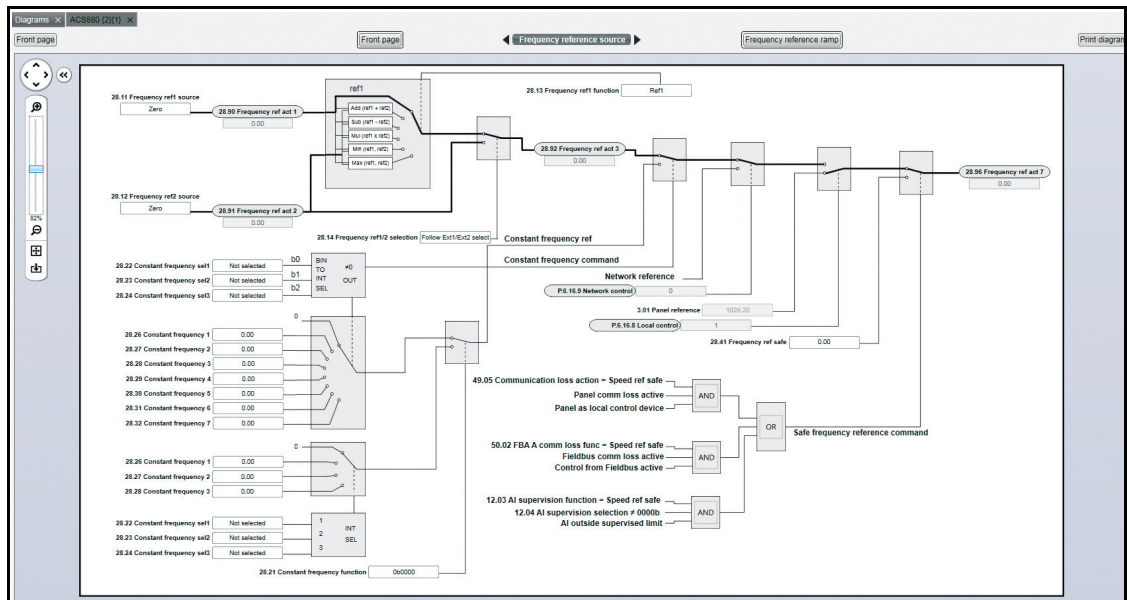 Diagrams × ACS880 {2}{1} ×
Front page
Front page
Frequency reference source
Frequency reference ramp
Print diagram
82%
28.11 Frequency ref1 source
Zero
28.90 Frequency ref act 1
0.00
ref1
Add (ref1 + ref2)
Sub (ref1 - ref2)
Mul (ref1 x ref2)
Min (ref1, ref2)
Max (ref1, ref2)
28.13 Frequency ref1 function
Ref1
28.92 Frequency ref act 3
0.00
28.96 Frequency ref act 7
0.00
28.12 Frequency ref2 source
Zero
28.91 Frequency ref act 2
0.00
28.14 Frequency ref1/2 selection
Follow Ext1/Ext2 select
Constant frequency ref
Constant frequency command
28.22 Constant frequency sel1
Not selected
b0
28.23 Constant frequency sel2
Not selected
b1
28.24 Constant frequency sel3
Not selected
b2
BIN
TO
INT
SEL
≠0
OUT
Network reference
P.6.16.9 Network control
0
3.01 Panel reference
1029.20
P.6.16.8 Local control
1
28.41 Frequency ref safe
0.00
0
28.26 Constant frequency 1
0.00
28.27 Constant frequency 2
0.00
28.28 Constant frequency 3
0.00
28.29 Constant frequency 4
0.00
28.30 Constant frequency 5
0.00
28.31 Constant frequency 6
0.00
28.32 Constant frequency 7
0.00
49.05 Communication loss action = Speed ref safe
Panel comm loss active
Panel as local control device
AND
50.02 FBA A comm loss func = Speed ref safe
Fieldbus comm loss active
Control from Fieldbus active
AND
12.03 AI supervision function = Speed ref safe
12.04 AI supervision selection ≠ 0000b
AI outside supervised limit
AND
OR
Safe frequency reference command
0
28.26 Constant frequency 1
0.00
28.27 Constant frequency 2
0.00
28.28 Constant frequency 3
0.00
28.22 Constant frequency sel1
Not selected
28.23 Constant frequency sel2
Not selected
28.24 Constant frequency sel3
Not selected
1
2
3
INT
SEL
28.21 Constant frequency function
0b0000